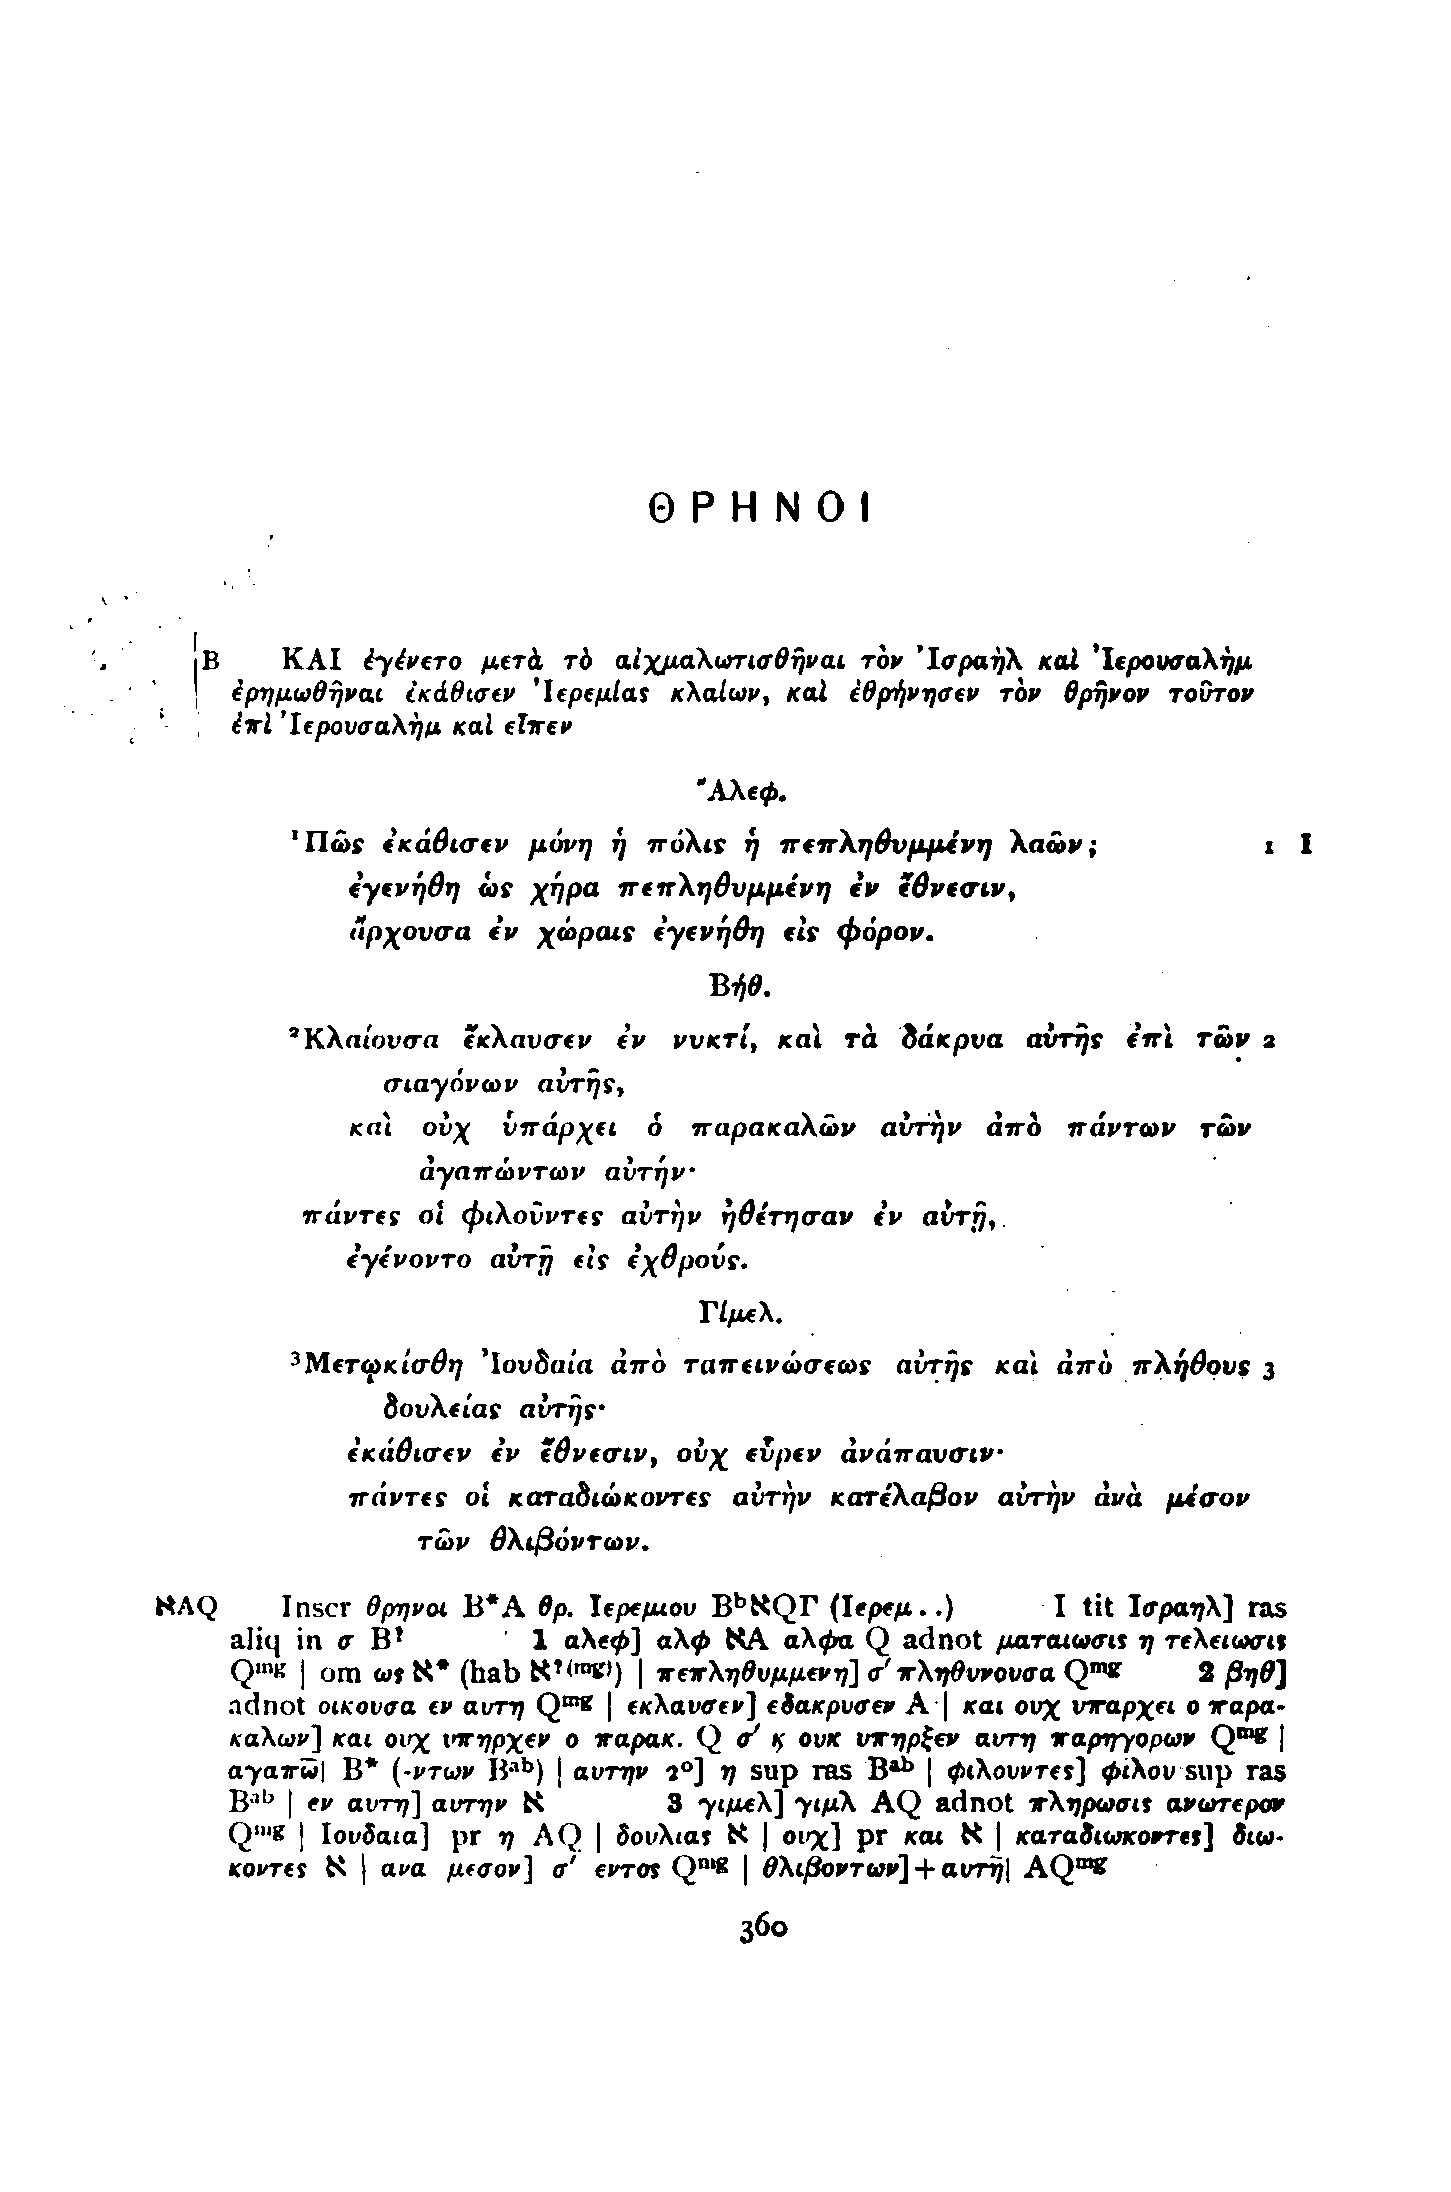 ΘΡΗΝΟΙ
B ΚΑΙ ἐγένετο μετὰ τὸ αἰχμαλωτισθῆναι τὸν Ἰσραὴλ καὶ Ἰερουσαλὴμ
ἐρημωθῆναι ἐκάθισεν Ἰερεμίας κλαίων, καὶ ἐθρήνησεν τὸν θρῆνον τοῦτον
ἐπὶ Ἰερουσαλὴμ καὶ εἶπεν
Ἄλεφ.
¹Πῶς ἐκάθισεν μόνη ἡ πόλις ἡ πεπληθυμμένη λαῶν; 1 I
ἐγενήθη ὡς χήρα πεπληθυμμένη ἐν ἔθνεσιν,
ἄρχουσα ἐν χώραις ἐγενήθη εἰς φόρον.
Βήθ.
²Κλαίουσα ἔκλαυσεν ἐν νυκτί, καὶ τὰ δάκρυα αὐτῆς ἐπὶ τῶν 2
σιαγόνων αὐτῆς,
καὶ οὐχ ὑπάρχει ὁ παρακαλῶν αὐτὴν ἀπὸ πάντων τῶν
ἀγαπώντων αὐτήν·
πάντες οἱ φιλοῦντες αὐτὴν ἠθέτησαν ἐν αὐτῇ,
ἐγένοντο αὐτῇ εἰς ἐχθρούς.
Γίμελ.
³Μετῳκίσθη Ἰουδαία ἀπὸ ταπεινώσεως αὐτῆς καὶ ἀπὸ πλήθους 3
δουλείας αὐτῆς·
ἐκάθισεν ἐν ἔθνεσιν, οὐχ εὗρεν ἀνάπαυσιν·
πάντες οἱ καταδιώκοντες αὐτὴν κατέλαβον αὐτὴν ἀνὰ μέσον
τῶν θλιβόντων.
אAQ Inscr θρηνοι B*A θρ. Ιερεμιου BᵇאQΓ (Ιερεμ..) I tit Ισραηλ] ras
aliq in σ B? 1 αλεφ] αλφ אA αλφα Q adnot ματαιωσις η τελειωσις
Qᵐᵍ | om ως א* (hab א?(mg)) | πεπληθυμμενη] σ′ πληθυνουσα Qᵐᵍ 2 βηθ]
adnot οικουσα εν αυτη Qᵐᵍ | εκλαυσεν] εδακρυσεν A | και ουχ υπαρχει ο παρα-
καλων] και ουχ υπηρχεν ο παρακ. Q σ′ ϗ ουκ υπηρξεν αυτη παρηγορων Qᵐᵍ |
αγαπω̄| B* (-ντων Bᵃᵇ) | αυτην 2°] η sup ras Bᵃᵇ | φιλουντες] φιλου sup ras
Bᵃᵇ | εν αυτη] αυτην א 3 γιμελ] γιμλ AQ adnot πληρωσις ανωτερον
Qᵐᵍ | Ιουδαια] pr η AQ | δουλιας א | ουχ] pr και א | καταδιωκοντες] διω-
κοντες א | ανα μεσον] σ′ εντος Qᵐᵍ | θλιβοντων]+αυτη̄| AQᵐᵍ
360